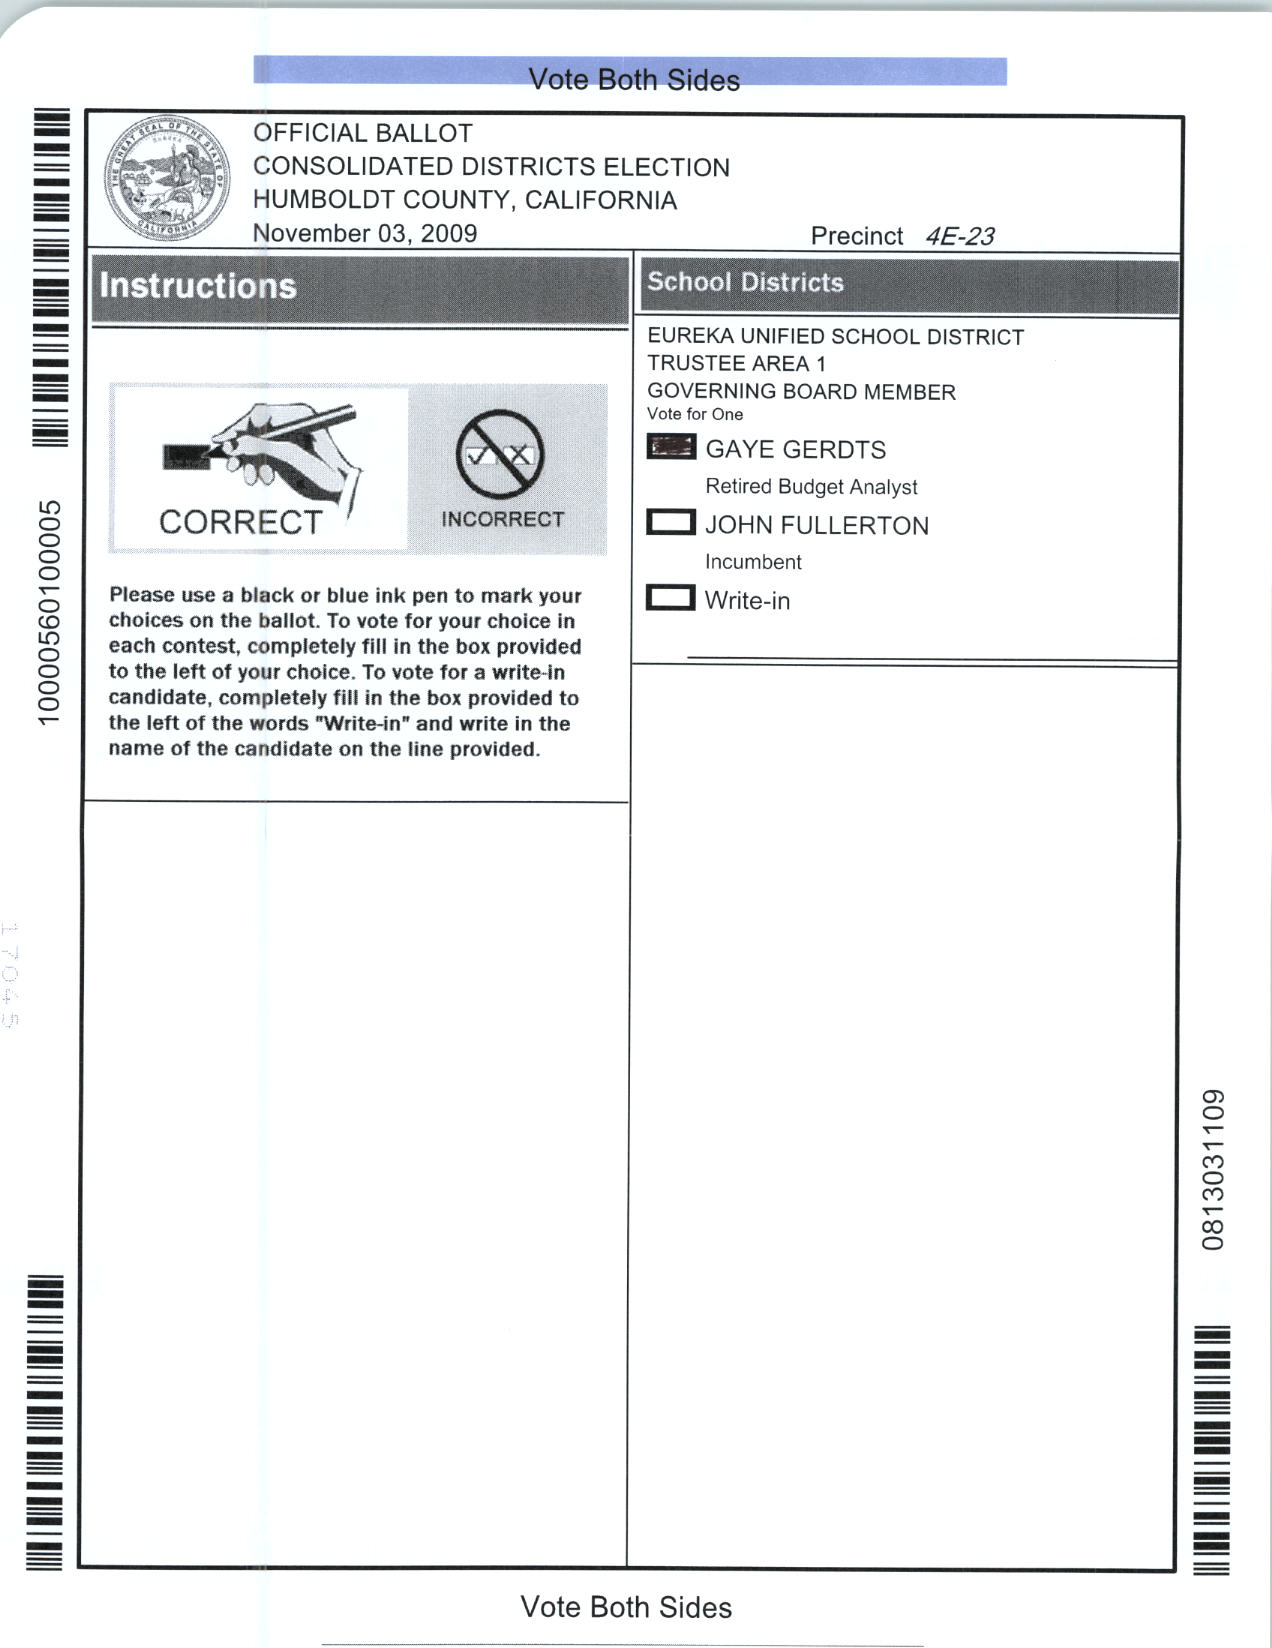 Vote Both Sides
OFFICIAL BALLOT
CONSOLIDATED DISTRICTS ELECTION
HUMBOLDT COUNTY, CALIFORNIA
November 03, 2009
Precinct 4E-23
THE GREAT SEAL OF THE STATE OF CALIFORNIA
EUREKA
Instructions
CORRECT
INCORRECT
Please use a black or blue ink pen to mark your
choices on the ballot. To vote for your choice in
each contest, completely fill in the box provided
to the left of your choice. To vote for a write-in
candidate, completely fill in the box provided to
the left of the words "Write-in" and write in the
name of the candidate on the line provided.
School Districts
EUREKA UNIFIED SCHOOL DISTRICT
TRUSTEE AREA 1
GOVERNING BOARD MEMBER
Vote for One
GAYE GERDTS
Retired Budget Analyst
JOHN FULLERTON
Incumbent
Write-in
10000560100005
17045
0813031109
Vote Both Sides